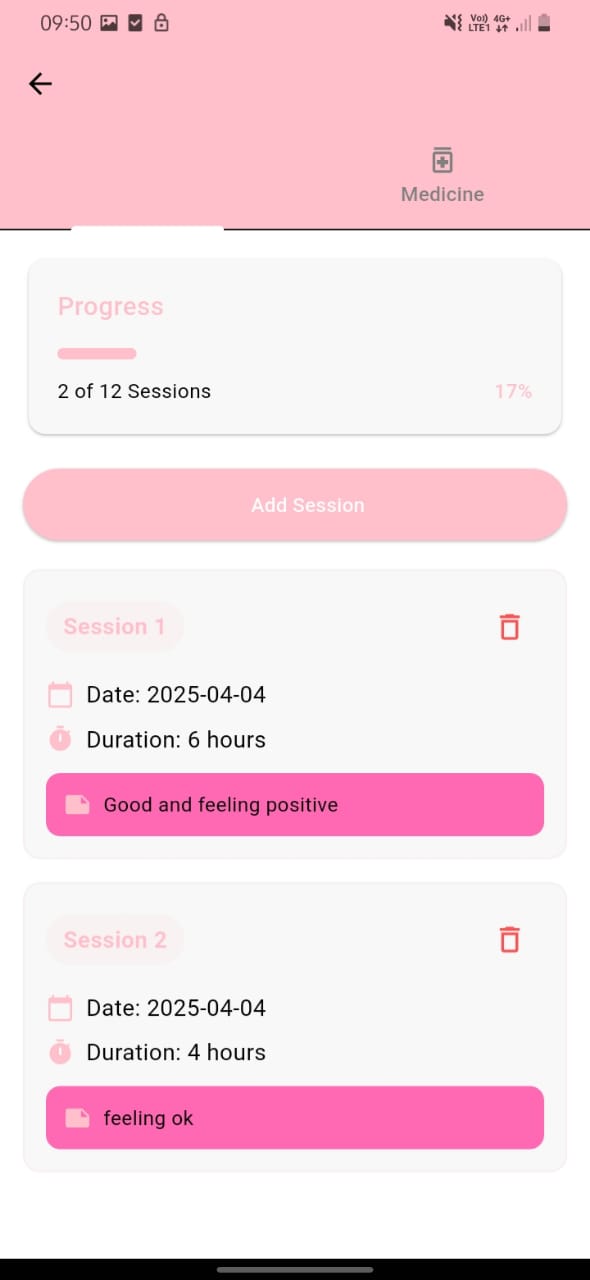 09:50
Vo)) 4G+
LTE1
Medicine
Progress
2 of 12 Sessions 17%
Add Session
Session 1
Date: 2025-04-04
Duration: 6 hours
Good and feeling positive
Session 2
Date: 2025-04-04
Duration: 4 hours
feeling ok